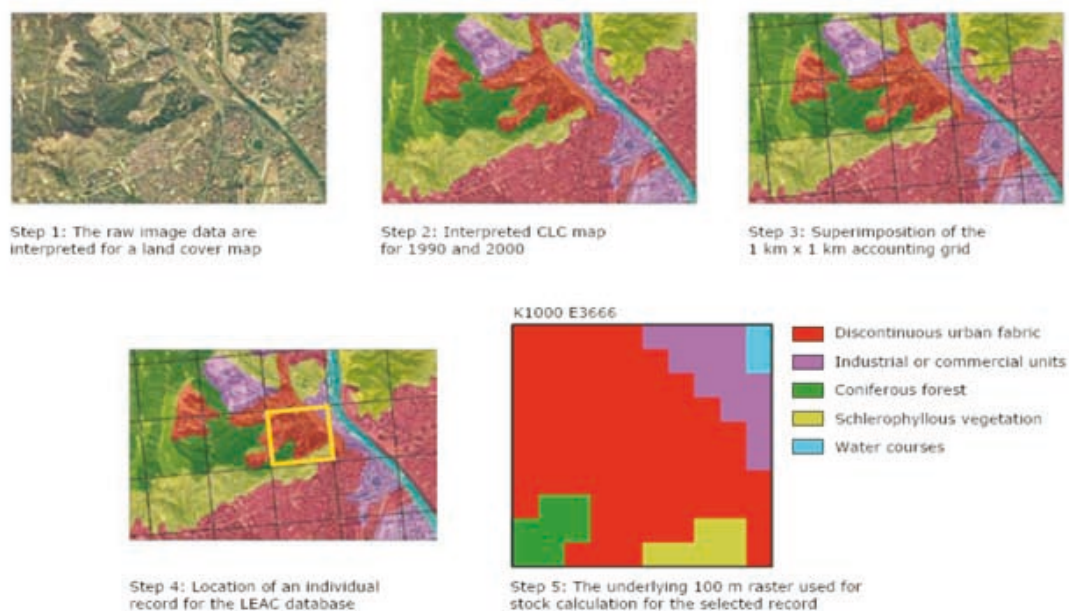 Step 1: The raw image data are
interpreted for a land cover map
Step 2: Interpreted CLC map
for 1990 and 2000
Step 3: Superimposition of the
1 km x 1 km accounting grid
Step 4: Location of an individual
record for the LEAC database
K1000 E3666
Discontinuous urban fabric
Industrial or commercial units
Coniferous forest
Schlerophyllous vegetation
Water courses
Step 5: The underlying 100 m raster used for
stock calculation for the selected record